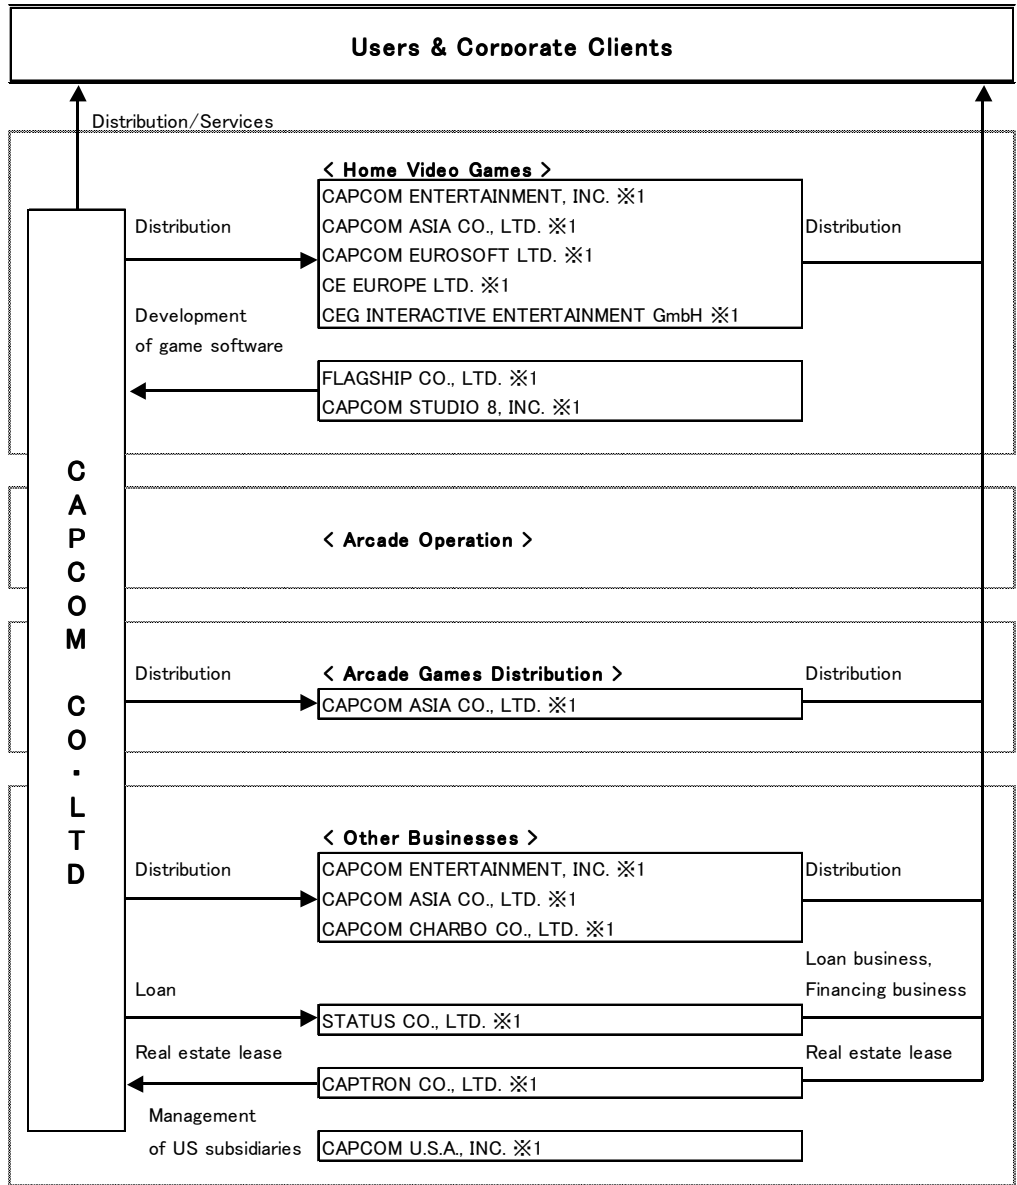 Users & Corporate Clients
Distribution/Services
< Home Video Games >
CAPCOM ENTERTAINMENT, INC. ※1
Distribution
CAPCOM ASIA CO., LTD. ※1
Distribution
CAPCOM EUROSOFT LTD. ※1
CE EUROPE LTD. ※1
Development
of game software
CEG INTERACTIVE ENTERTAINMENT GmbH ※1
FLAGSHIP CO., LTD. ※1
CAPCOM STUDIO 8, INC. ※1
CAPCOM CO.LTD
< Arcade Operation >
Distribution
< Arcade Games Distribution >
Distribution
CAPCOM ASIA CO., LTD. ※1
< Other Businesses >
Distribution
CAPCOM ENTERTAINMENT, INC. ※1
Distribution
CAPCOM ASIA CO., LTD. ※1
CAPCOM CHARBO CO., LTD. ※1
Loan business,
Financing business
Loan
STATUS CO., LTD. ※1
Real estate lease
Real estate lease
CAPTRON CO., LTD. ※1
Management
of US subsidiaries
CAPCOM U.S.A., INC. ※1